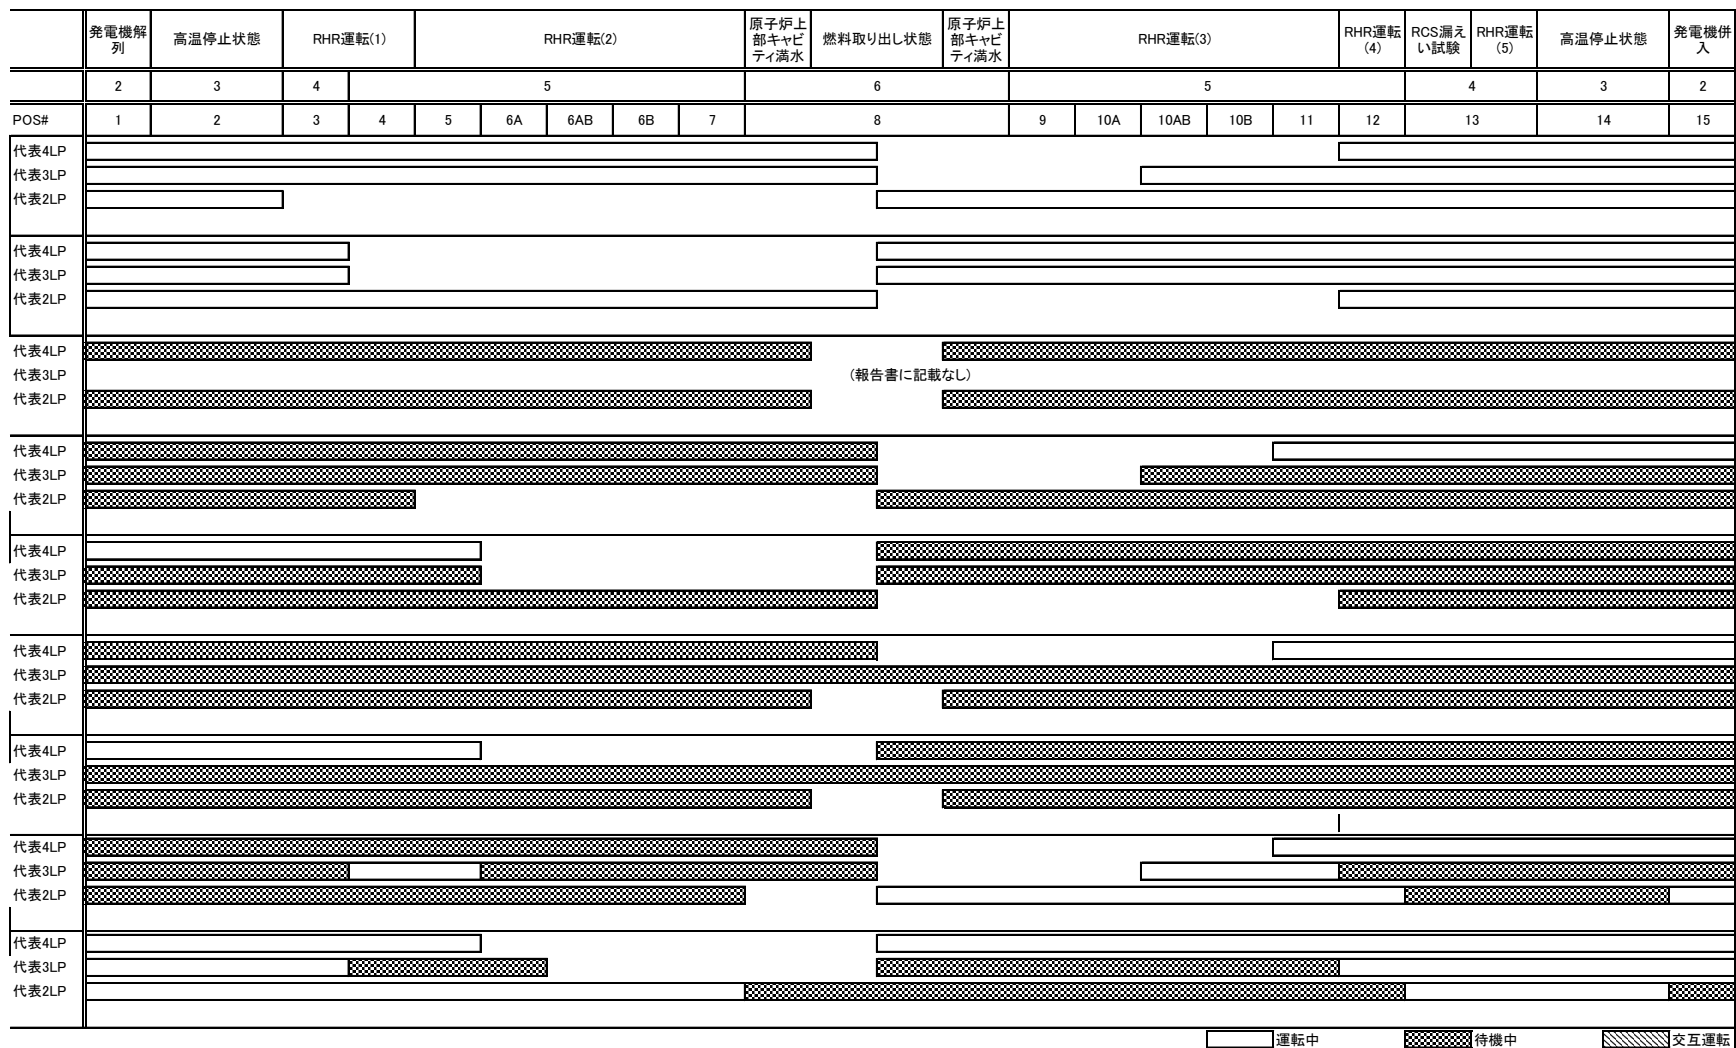 発電機解列 高温停止状態 RHR運転(1) RHR運転(2) 原子炉上部キャビティ満水 燃料取り出し状態 原子炉上部キャビティ満水 RHR運転(3) RHR運転(4) RCS漏えい試験 RHR運転(5) 高温停止状態 発電機併入
2 3 4 5 6 5 4 3 2
POS# 1 2 3 4 5 6A 6AB 6B 7 8 9 10A 10AB 10B 11 12 13 14 15
代表4LP
代表3LP
代表2LP
代表4LP
代表3LP
代表2LP
代表4LP
代表3LP (報告書に記載なし)
代表2LP
代表4LP
代表3LP
代表2LP
代表4LP
代表3LP
代表2LP
代表4LP
代表3LP
代表2LP
代表4LP
代表3LP
代表2LP
代表4LP
代表3LP
代表2LP
代表4LP
代表3LP
代表2LP
運転中 待機中 交互運転